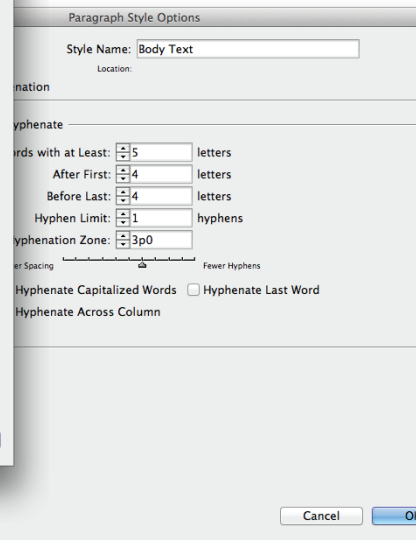 Paragraph Style Options
Style Name: Body Text
Location:
nation
yphenate
rds with at Least: 5 letters
After First: 4 letters
Before Last: 4 letters
Hyphen Limit: 1 hyphens
yphenation Zone: 3p0
er Spacing Fewer Hyphens
Hyphenate Capitalized Words Hyphenate Last Word
Hyphenate Across Column
Cancel O